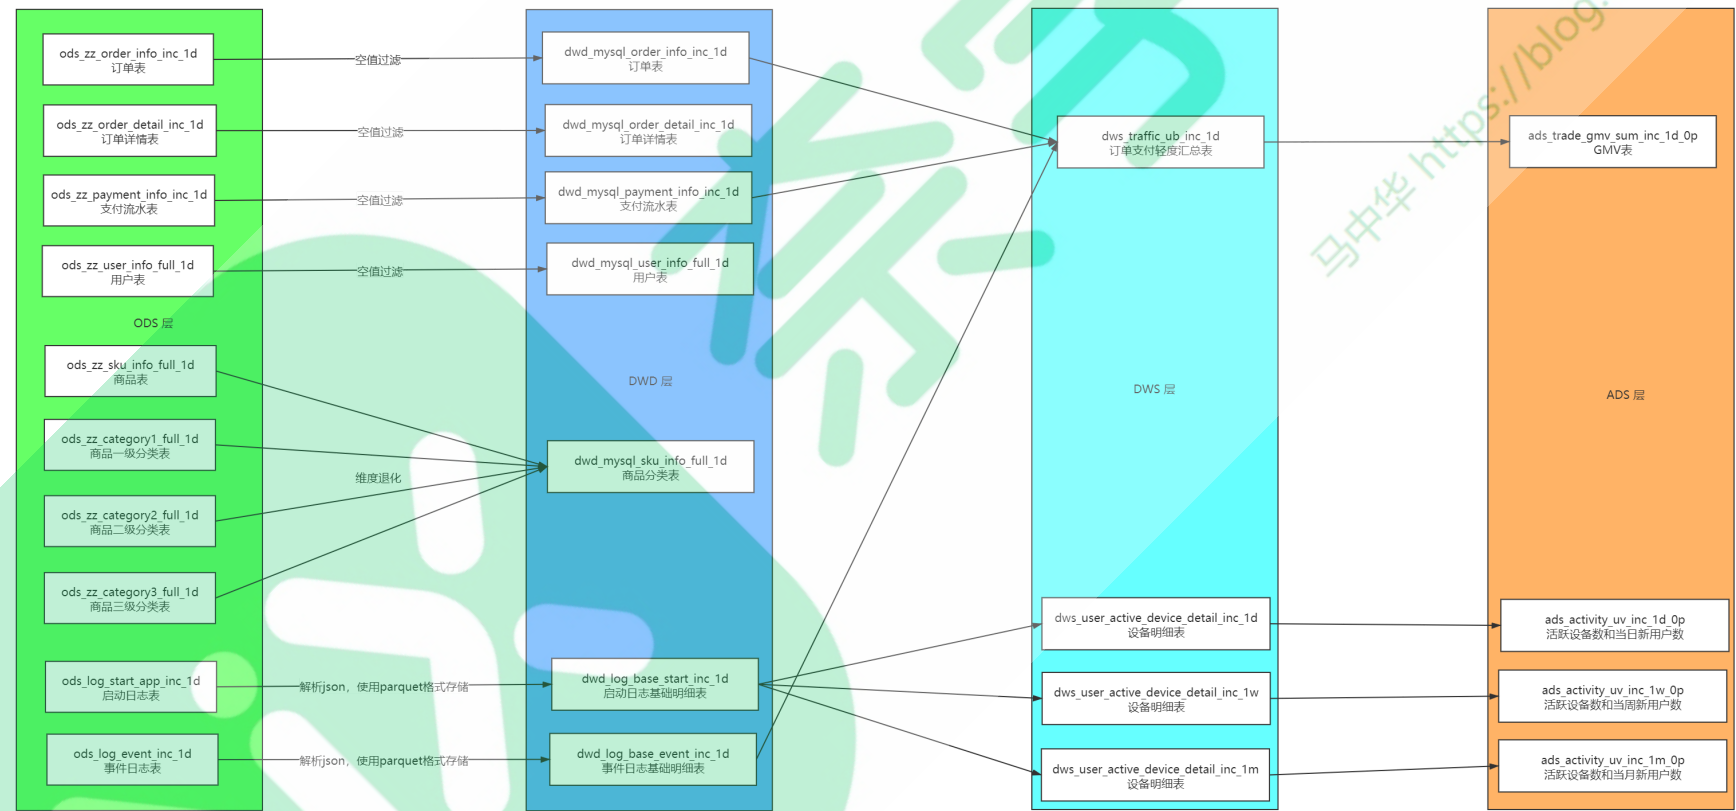 ods_zz_order_info_inc_1d
订单表
空值过滤
dwd_mysql_order_info_inc_1d
订单表
ods_zz_order_detail_inc_1d
订单详情表
空值过滤
dwd_mysql_order_detail_inc_1d
订单详情表
dws_traffic_ub_inc_1d
订单支付轻度汇总表
ads_trade_gmv_sum_inc_1d_0p
GMV表
ods_zz_payment_info_inc_1d
支付流水表
空值过滤
dwd_mysql_payment_info_inc_1d
支付流水表
ods_zz_user_info_full_1d
用户表
空值过滤
dwd_mysql_user_info_full_1d
用户表
ODS 层
DWD 层
DWS 层
ADS 层
ods_zz_sku_info_full_1d
商品表
ods_zz_category1_full_1d
商品一级分类表
维度退化
dwd_mysql_sku_info_full_1d
商品分类表
ods_zz_category2_full_1d
商品二级分类表
ods_zz_category3_full_1d
商品三级分类表
dws_user_active_device_detail_inc_1d
设备明细表
ads_activity_uv_inc_1d_0p
活跃设备数和当日新用户数
ods_log_start_app_inc_1d
启动日志表
解析json，使用parquet格式存储
dwd_log_base_start_inc_1d
启动日志基础明细表
dws_user_active_device_detail_inc_1w
设备明细表
ads_activity_uv_inc_1w_0p
活跃设备数和当周新用户数
ods_log_event_inc_1d
事件日志表
解析json，使用parquet格式存储
dwd_log_base_event_inc_1d
事件日志基础明细表
dws_user_active_device_detail_inc_1m
设备明细表
ads_activity_uv_inc_1m_0p
活跃设备数和当月新用户数
马中华 https://blog.